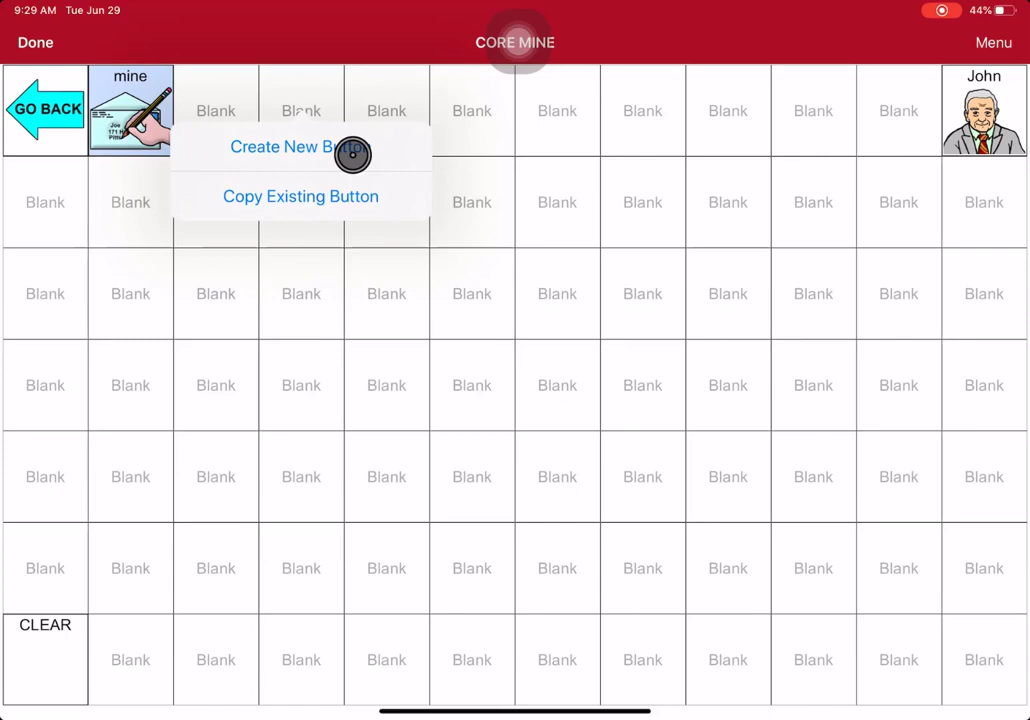 9:29 AM Tue Jun 29
44%
Done
CORE MINE
Menu
GO BACK
mine
Joe
171 H
Blank Blank Blank Blank Blank Blank Blank Blank
John
Create New Button
Copy Existing Button
Blank Blank Blank Blank Blank Blank Blank Blank Blank
Blank Blank Blank Blank Blank Blank Blank Blank Blank Blank Blank Blank
Blank Blank Blank Blank Blank Blank Blank Blank Blank Blank Blank Blank
Blank Blank Blank Blank Blank Blank Blank Blank Blank Blank Blank Blank
Blank Blank Blank Blank Blank Blank Blank Blank Blank Blank Blank Blank
CLEAR
Blank Blank Blank Blank Blank Blank Blank Blank Blank Blank Blank